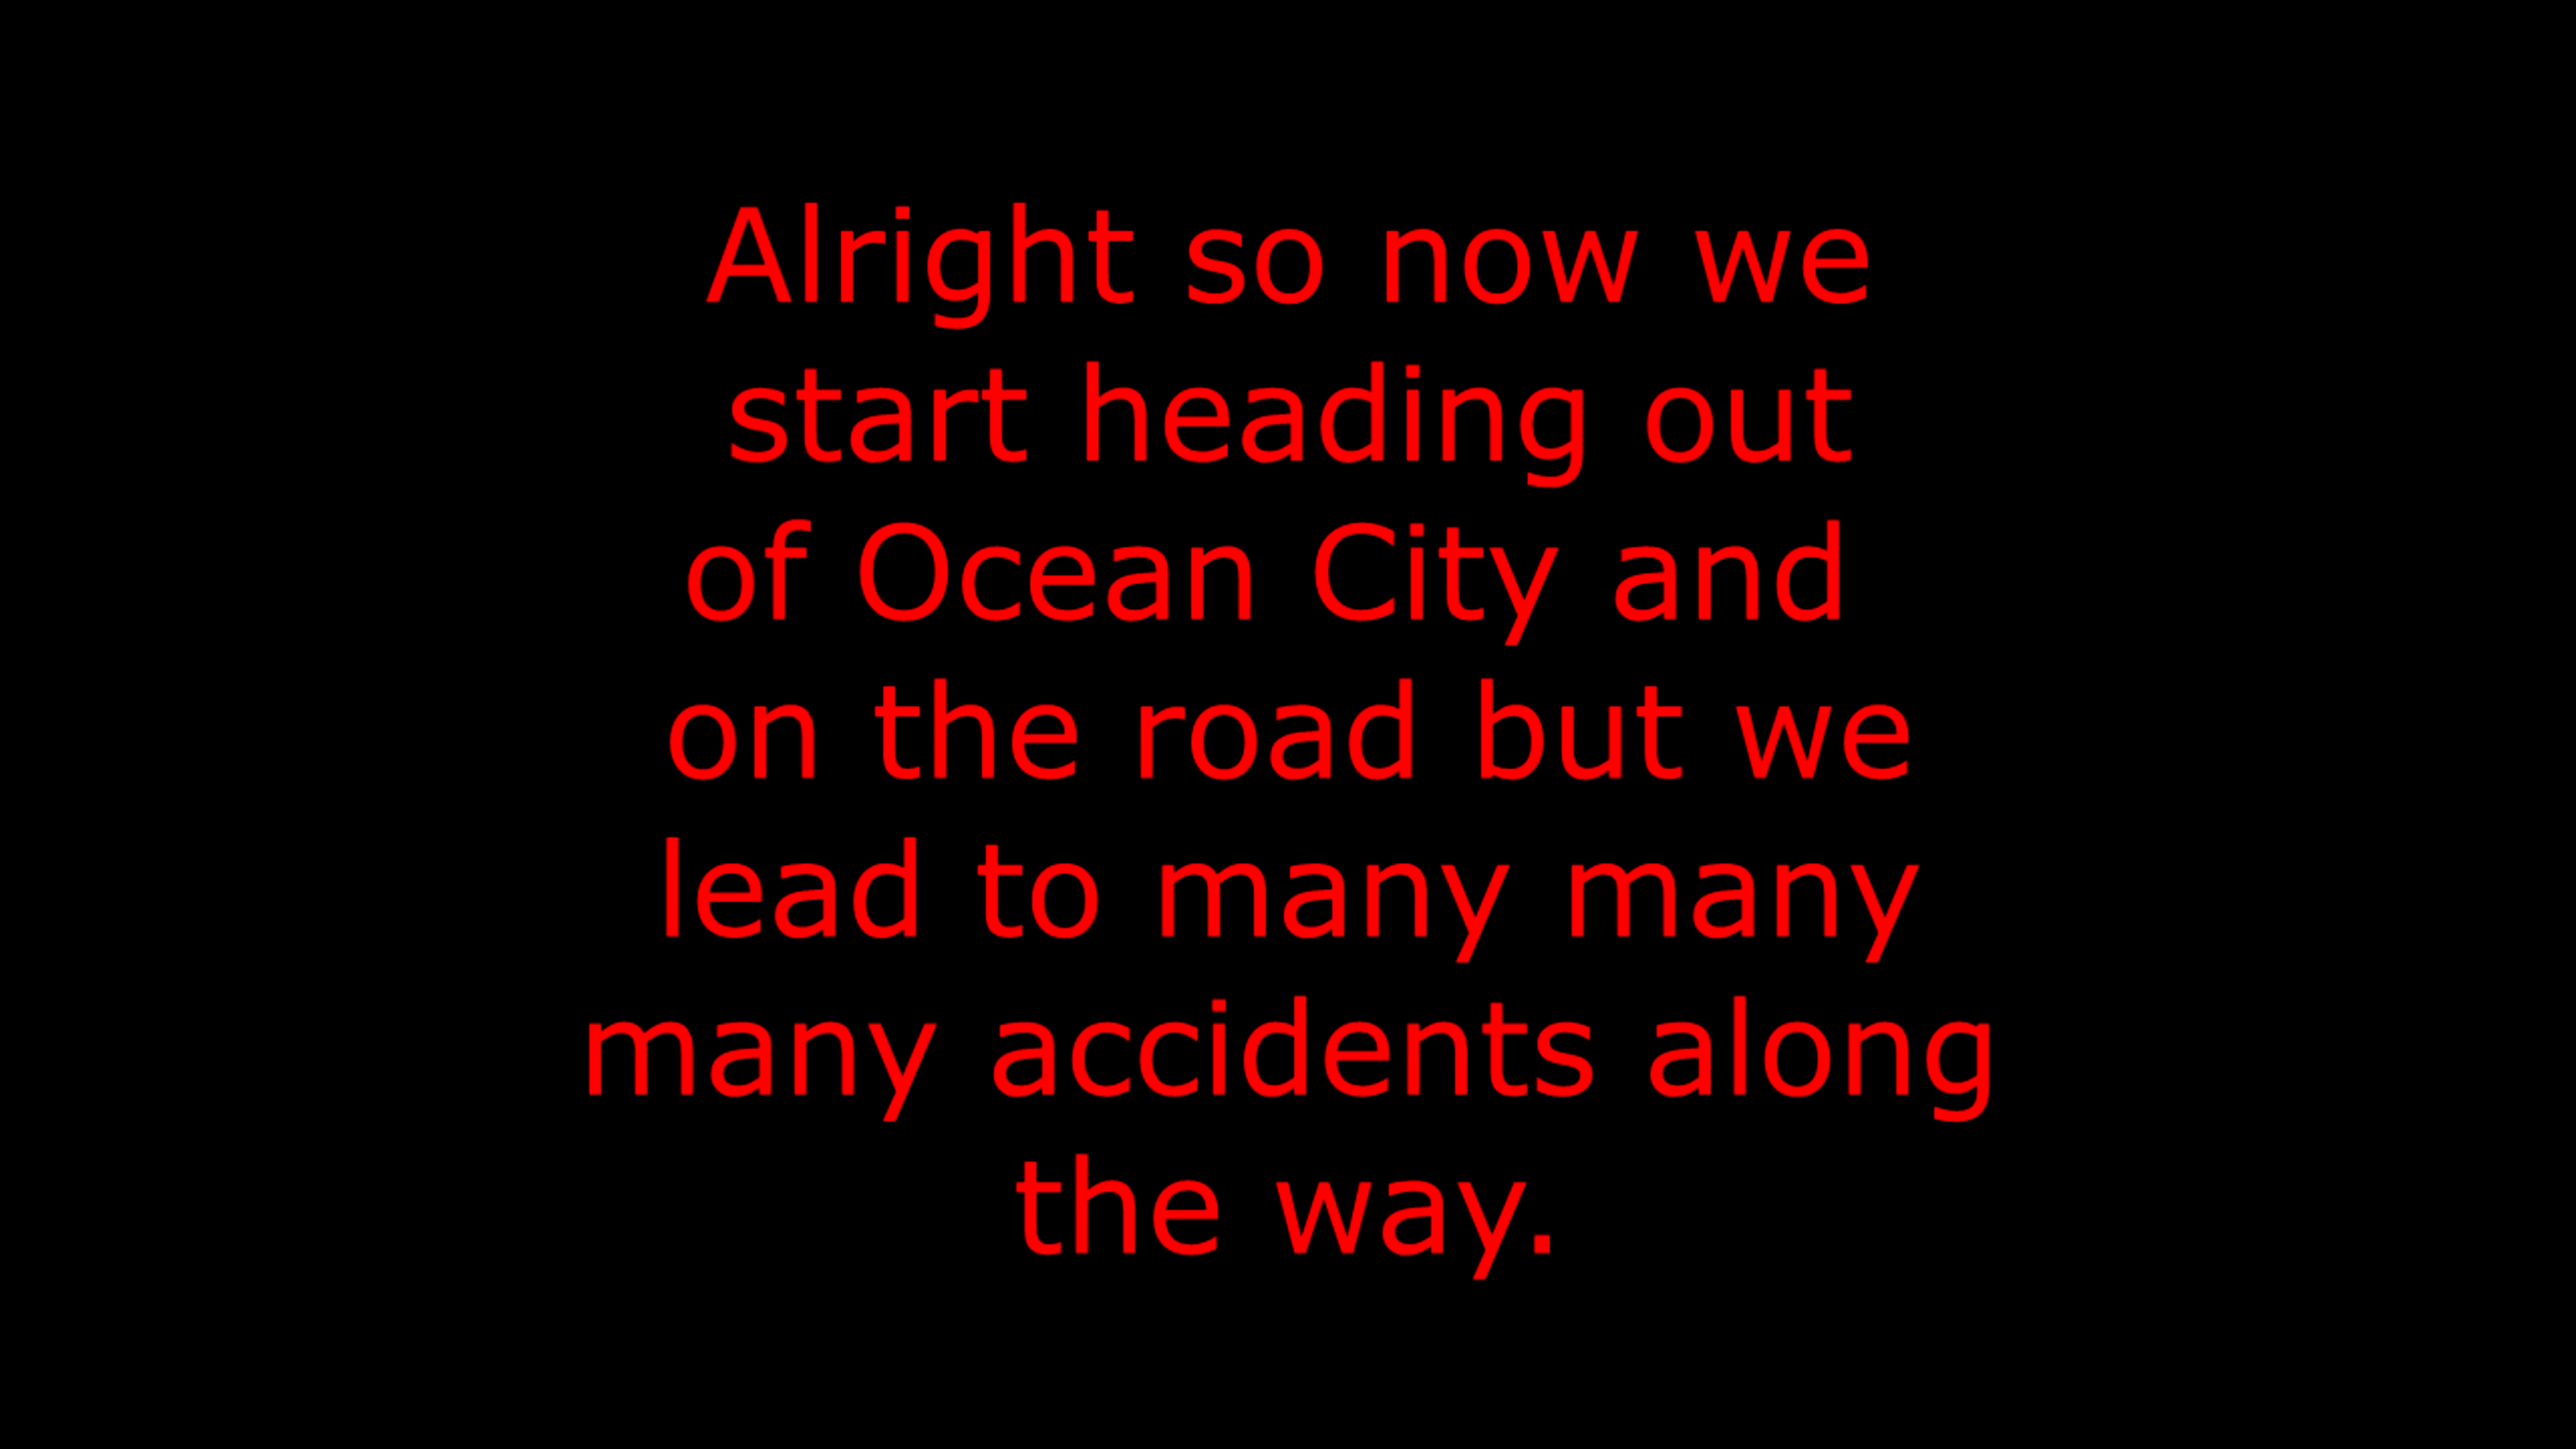 Alright so now we
start heading out
of Ocean City and
on the road but we
lead to many many
many accidents along
the way.